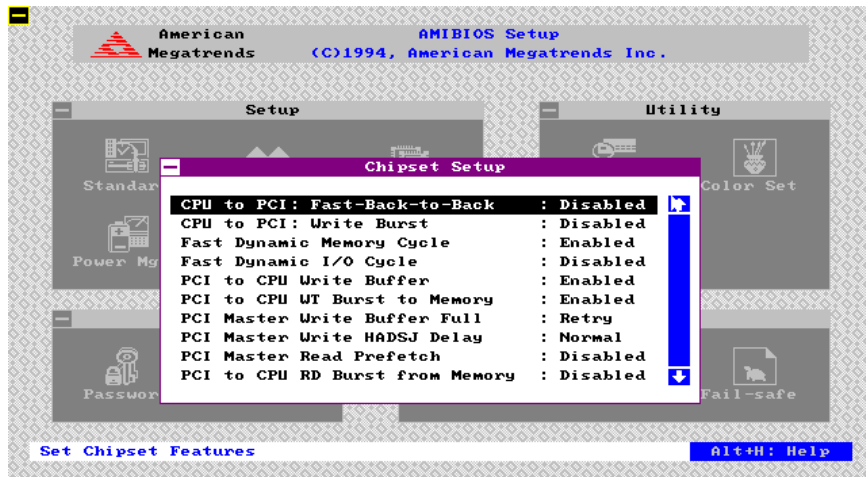 American Megatrends
AMIBIOS Setup
(C)1994, American Megatrends Inc.
Setup
Utility
Standar
Color Set
Power Mg
Chipset Setup
CPU to PCI: Fast-Back-to-Back : Disabled
CPU to PCI: Write Burst : Disabled
Fast Dynamic Memory Cycle : Enabled
Fast Dynamic I/O Cycle : Disabled
PCI to CPU Write Buffer : Enabled
PCI to CPU WT Burst to Memory : Enabled
PCI Master Write Buffer Full : Retry
PCI Master Write HADSJ Delay : Normal
PCI Master Read Prefetch : Disabled
PCI to CPU RD Burst from Memory : Disabled
Passwor
Fail-safe
Set Chipset Features
Alt+H: Help